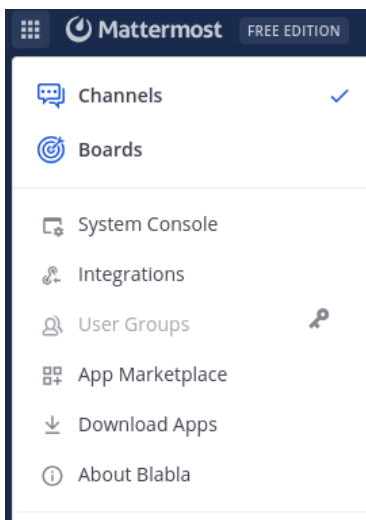 Mattermost FREE EDITION
Channels
Boards
System Console
Integrations
User Groups
App Marketplace
Download Apps
About Blabla